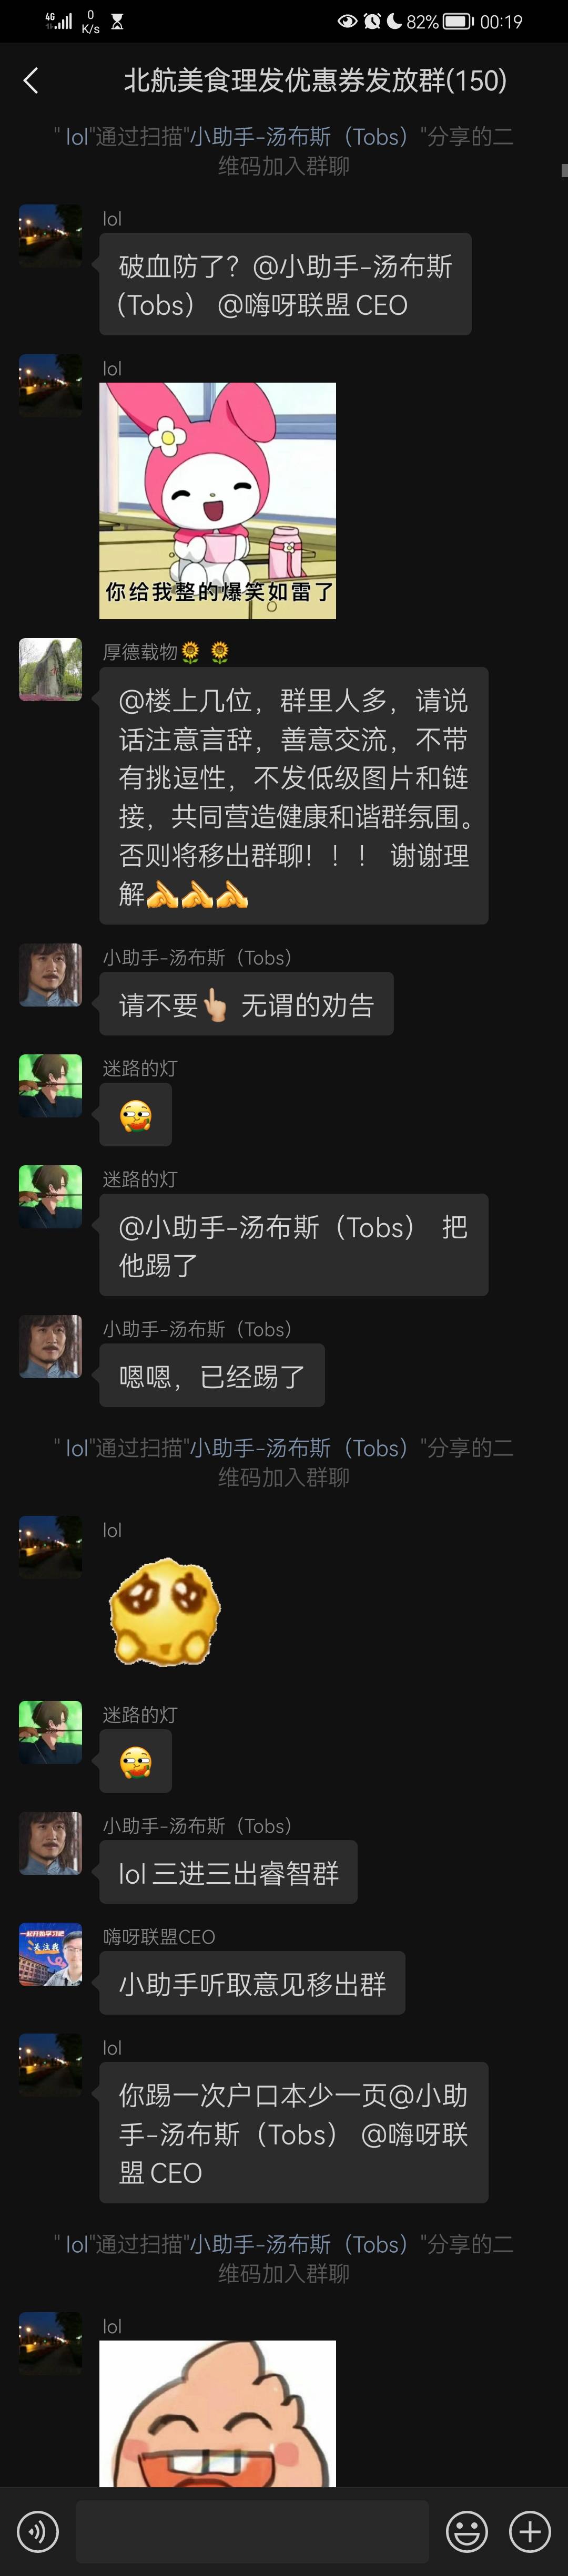 4G
0
K/s
82%
00:19
北航美食理发优惠券发放群(150)
"lol"通过扫描"小助手-汤布斯（Tobs）"分享的二
维码加入群聊
lol
破血防了？@小助手-汤布斯
（Tobs） @嗨呀联盟 CEO
lol
你给我整的爆笑如雷了
厚德载物🌻 🌻
@楼上几位，群里人多，请说
话注意言辞，善意交流，不带
有挑逗性，不发低级图片和链
接，共同营造健康和谐群氛围。
否则将移出群聊！！！ 谢谢理
解
小助手-汤布斯（Tobs）
请不要🖕🏼 无谓的劝告
迷路的灯
迷路的灯
@小助手-汤布斯（Tobs） 把
他踢了
小助手-汤布斯（Tobs）
嗯嗯，已经踢了
"lol"通过扫描"小助手-汤布斯（Tobs）"分享的二
维码加入群聊
lol
迷路的灯
小助手-汤布斯（Tobs）
lol 三进三出睿智群
嗨呀联盟CEO
小助手听取意见移出群
lol
你踢一次户口本少一页@小助
手-汤布斯（Tobs） @嗨呀联
盟 CEO
"lol"通过扫描"小助手-汤布斯（Tobs）"分享的二
维码加入群聊
lol